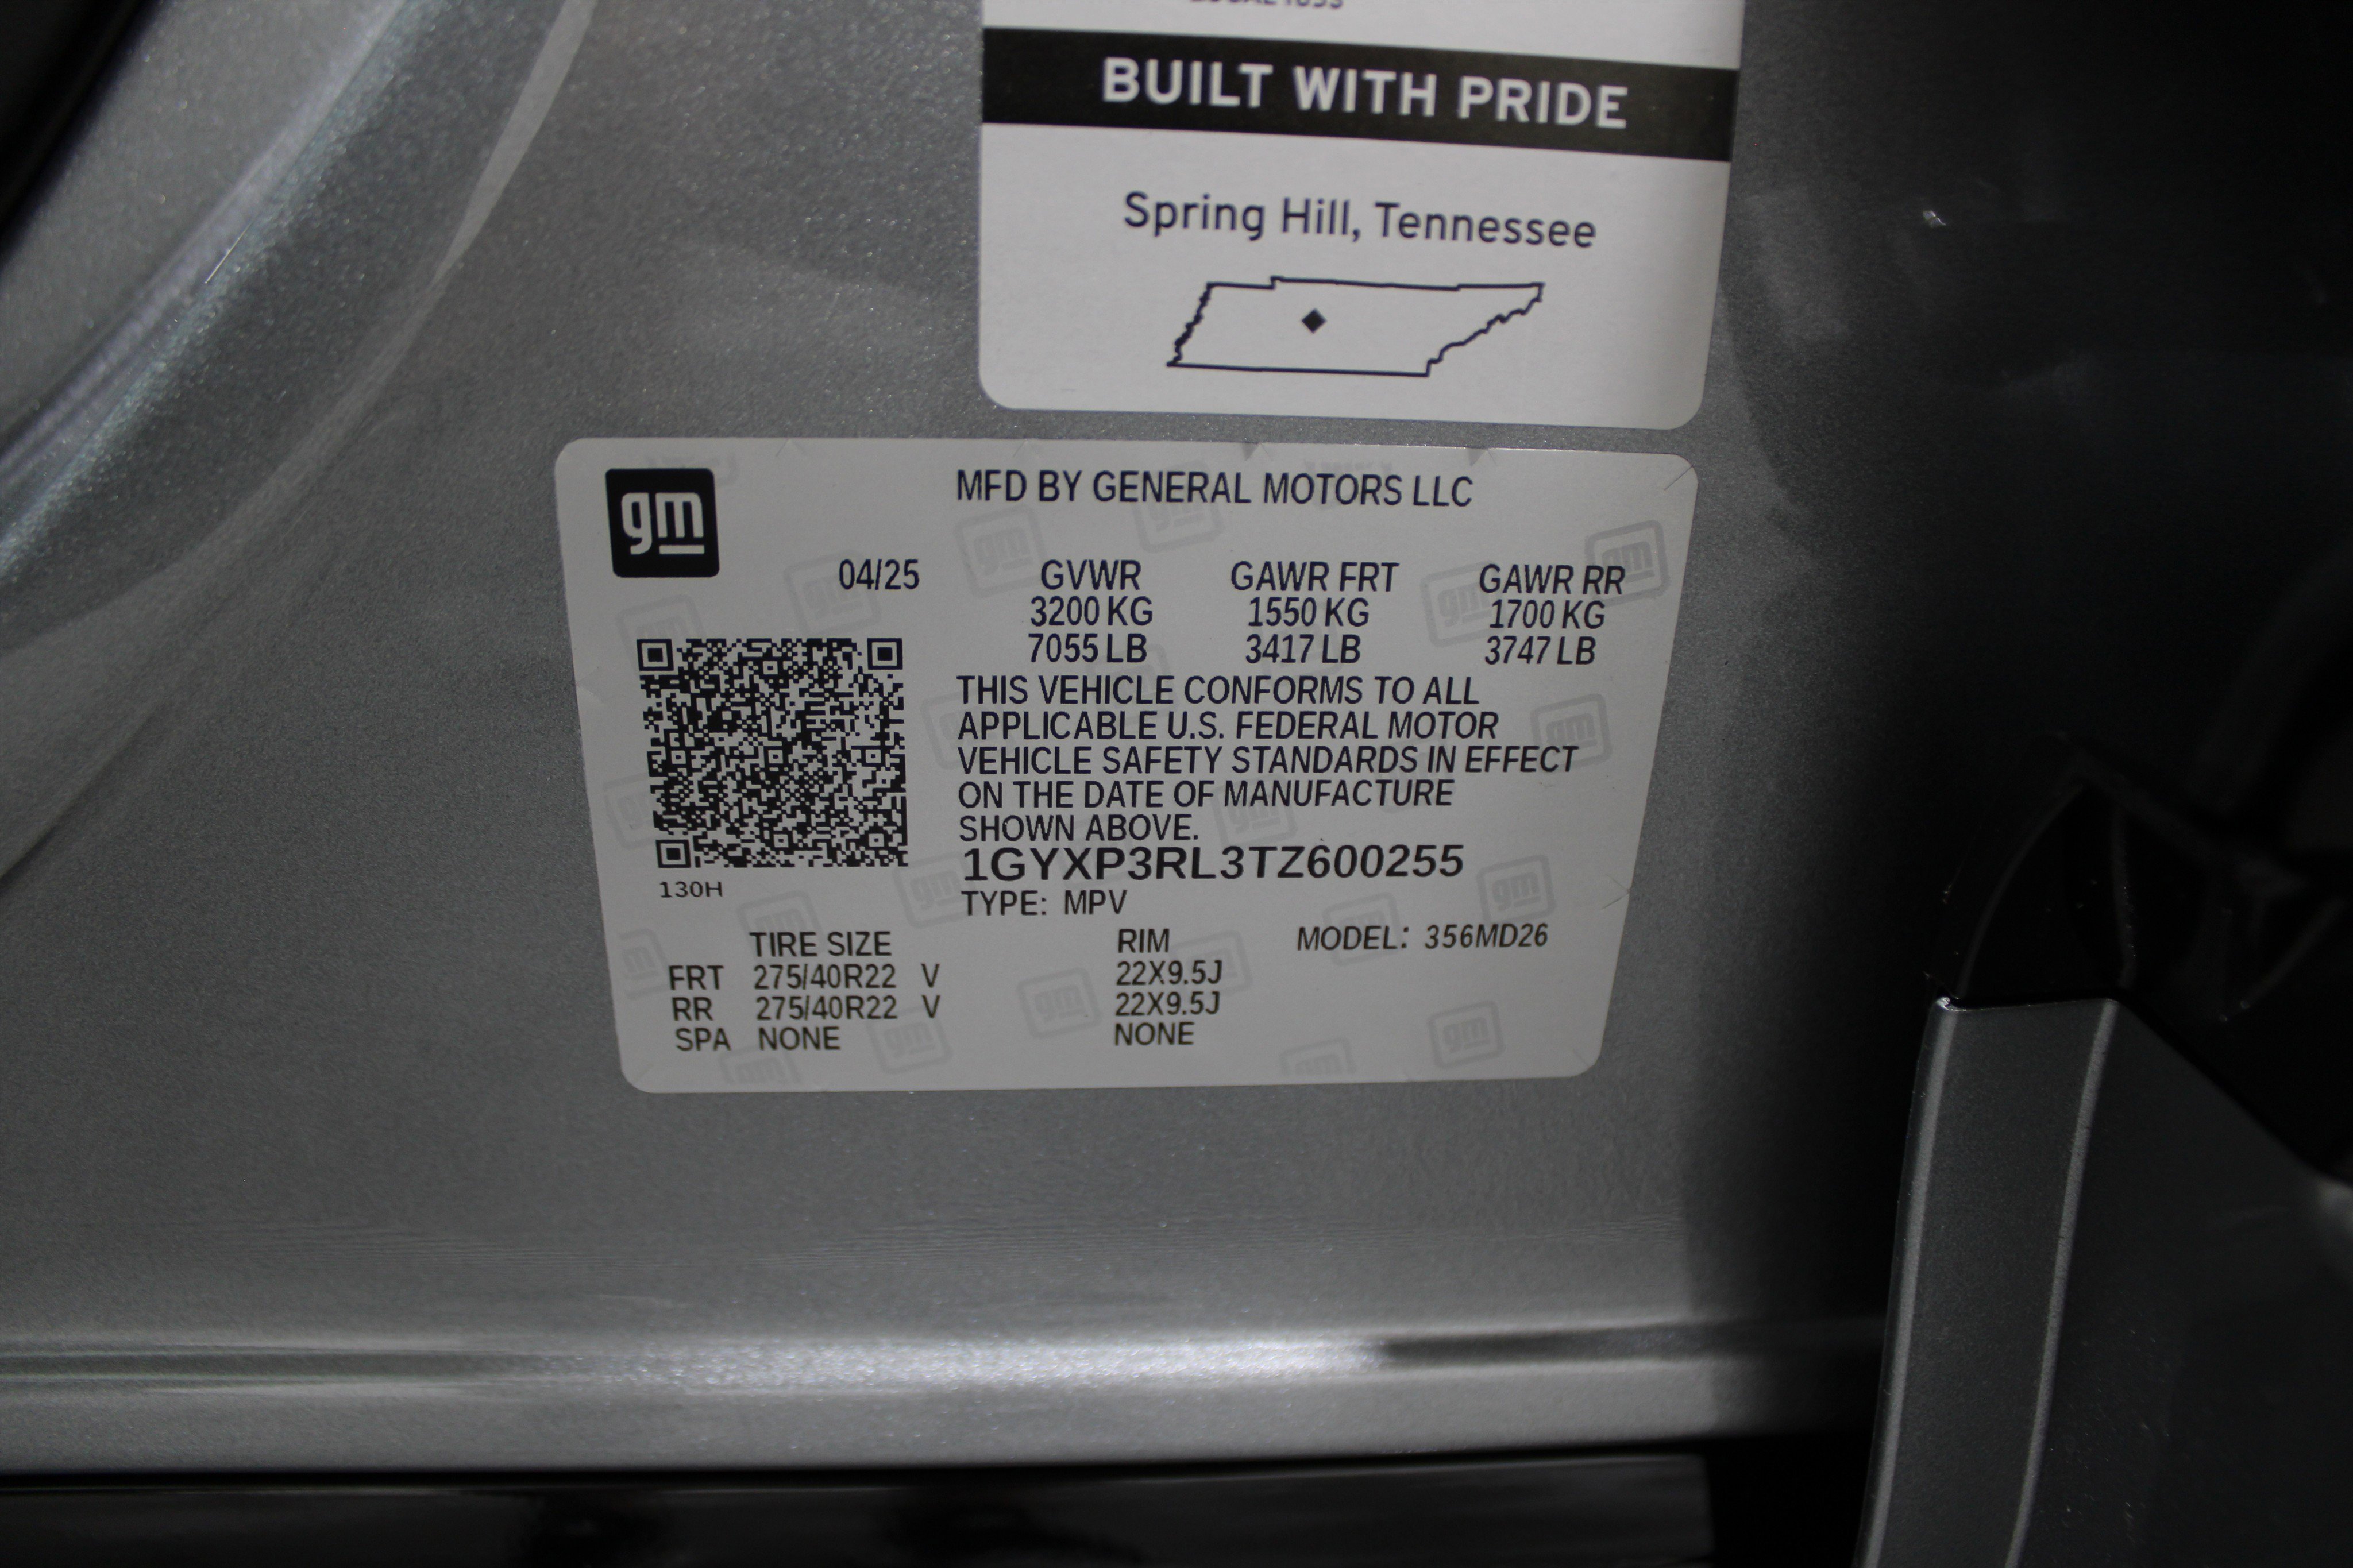 BUILT WITH PRIDE
Spring Hill, Tennessee
gm
MFD BY GENERAL MOTORS LLC
04/25 GVWR GAWR FRT GAWR RR
3200 KG 1550 KG 1700 KG
7055 LB 3417 LB 3747 LB
THIS VEHICLE CONFORMS TO ALL
APPLICABLE U.S. FEDERAL MOTOR
VEHICLE SAFETY STANDARDS IN EFFECT
ON THE DATE OF MANUFACTURE
SHOWN ABOVE.
1GYXP3RL3TZ600255
130H
TYPE: MPV
TIRE SIZE RIM MODEL: 356MD26
FRT 275/40R22 V 22X9.5J
RR 275/40R22 V 22X9.5J
SPA NONE NONE